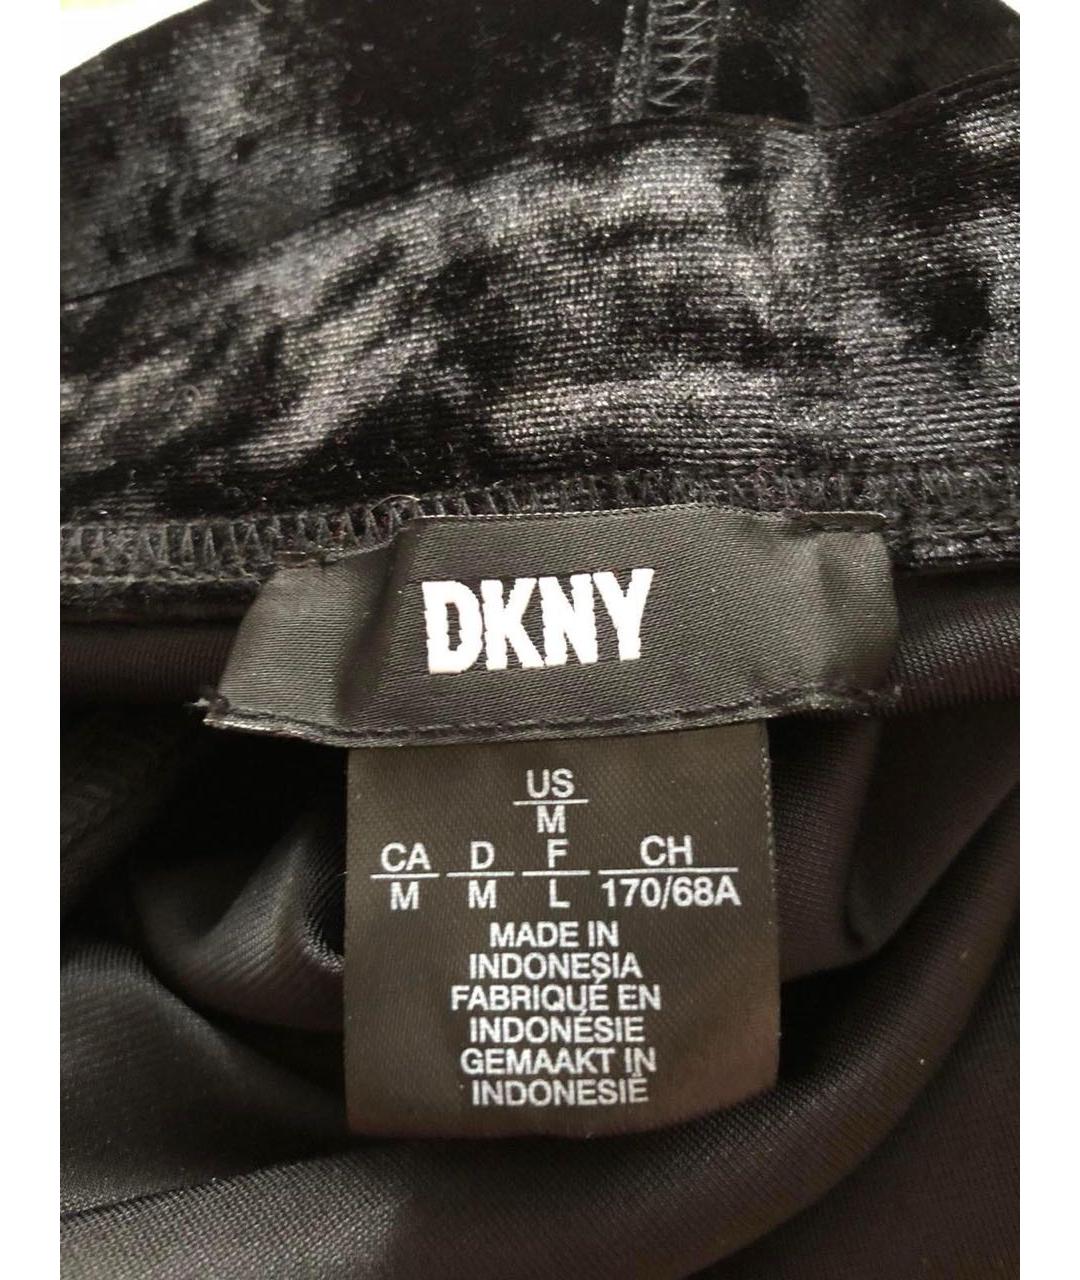 DKNY
US
M
CA D F CH
M M L 170/68A
MADE IN
INDONESIA
FABRIQUÉ EN
INDONÉSIE
GEMAAKT IN
INDONESIË